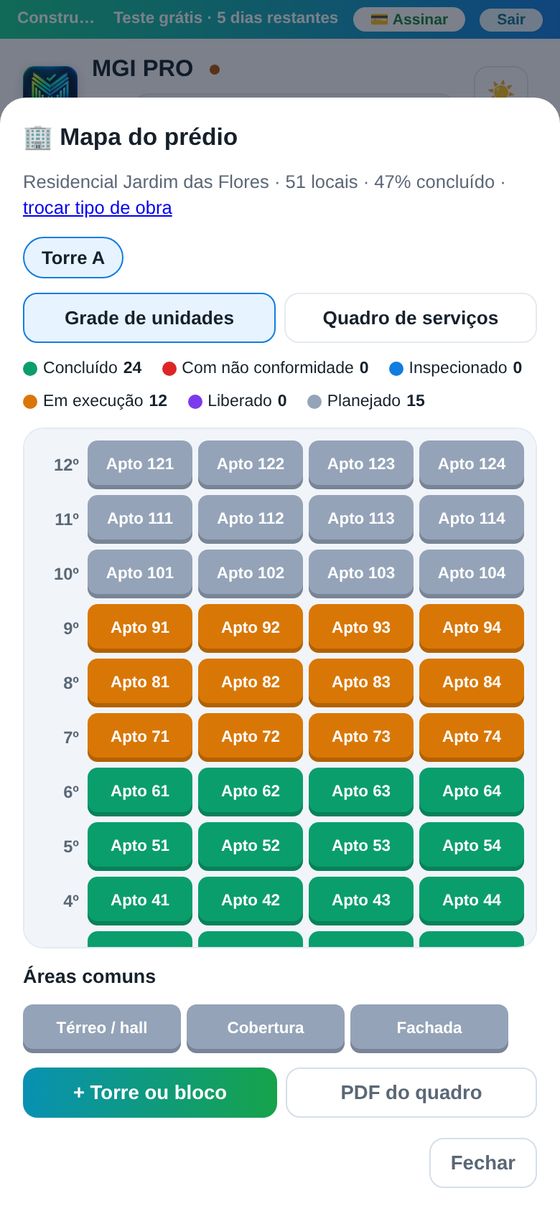 Constru…
Teste grátis · 5 dias restantes
💳 Assinar
Sair
MGI PRO
🏢 Mapa do prédio
Residencial Jardim das Flores · 51 locais · 47% concluído ·
trocar tipo de obra
Torre A
Grade de unidades
Quadro de serviços
Concluído 24
Com não conformidade 0
Inspecionado 0
Em execução 12
Liberado 0
Planejado 15
12º Apto 121 Apto 122 Apto 123 Apto 124
11º Apto 111 Apto 112 Apto 113 Apto 114
10º Apto 101 Apto 102 Apto 103 Apto 104
9º Apto 91 Apto 92 Apto 93 Apto 94
8º Apto 81 Apto 82 Apto 83 Apto 84
7º Apto 71 Apto 72 Apto 73 Apto 74
6º Apto 61 Apto 62 Apto 63 Apto 64
5º Apto 51 Apto 52 Apto 53 Apto 54
4º Apto 41 Apto 42 Apto 43 Apto 44
Áreas comuns
Térreo / hall
Cobertura
Fachada
+ Torre ou bloco
PDF do quadro
Fechar